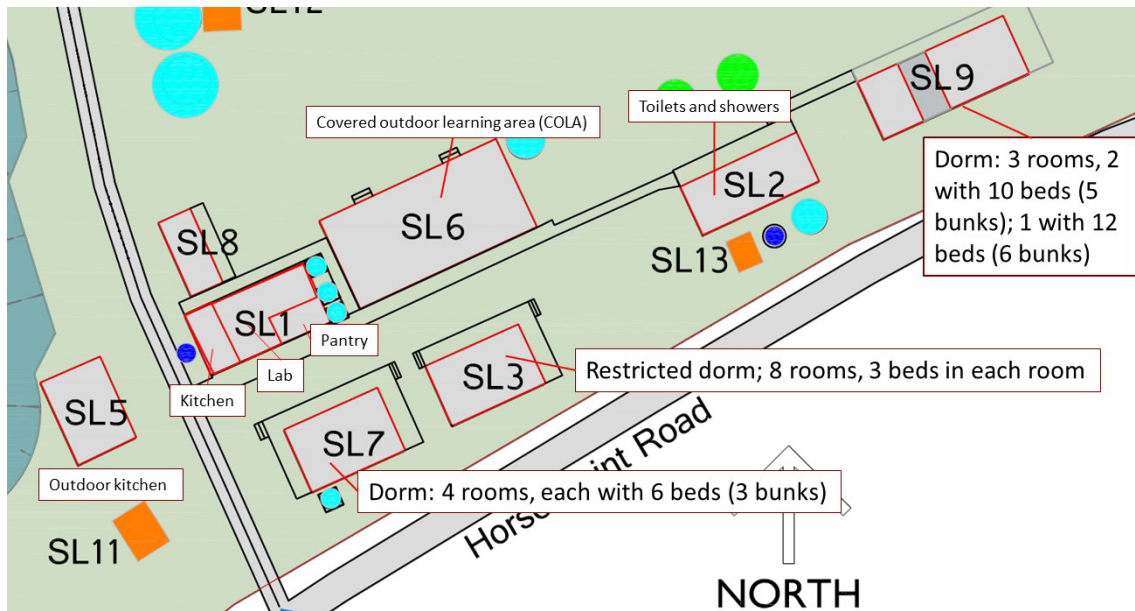 SL12
SL9
Toilets and showers
Covered outdoor learning area (COLA)
Dorm: 3 rooms, 2
with 10 beds (5
bunks); 1 with 12
beds (6 bunks)
SL2
SL6
SL8
SL13
SL1
Pantry
Lab
Kitchen
SL3
Restricted dorm; 8 rooms, 3 beds in each room
SL5
SL7
Outdoor kitchen
Dorm: 4 rooms, each with 6 beds (3 bunks)
Road
SL11
NORTH